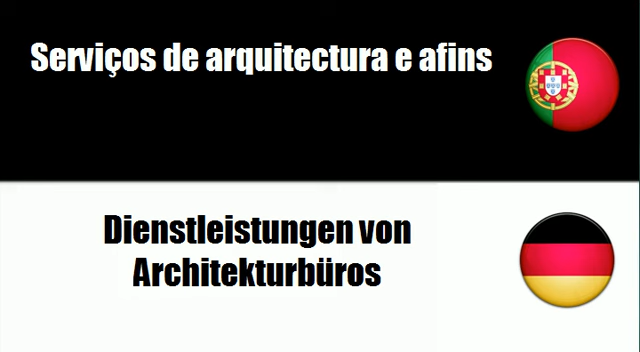 Serviços de arquitectura e afins
Dienstleistungen von
Architekturbüros